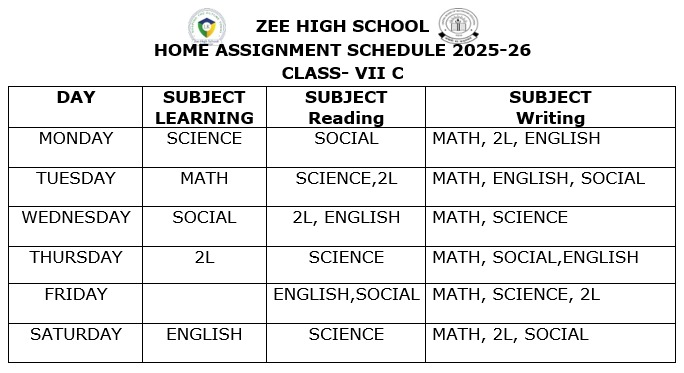 ZEE HIGH SCHOOL
HOME ASSIGNMENT SCHEDULE 2025-26
CLASS- VII C
DAY SUBJECT LEARNING SUBJECT Reading SUBJECT Writing
MONDAY SCIENCE SOCIAL MATH, 2L, ENGLISH
TUESDAY MATH SCIENCE,2L MATH, ENGLISH, SOCIAL
WEDNESDAY SOCIAL 2L, ENGLISH MATH, SCIENCE
THURSDAY 2L SCIENCE MATH, SOCIAL,ENGLISH
FRIDAY ENGLISH,SOCIAL MATH, SCIENCE, 2L
SATURDAY ENGLISH SCIENCE MATH, 2L, SOCIAL